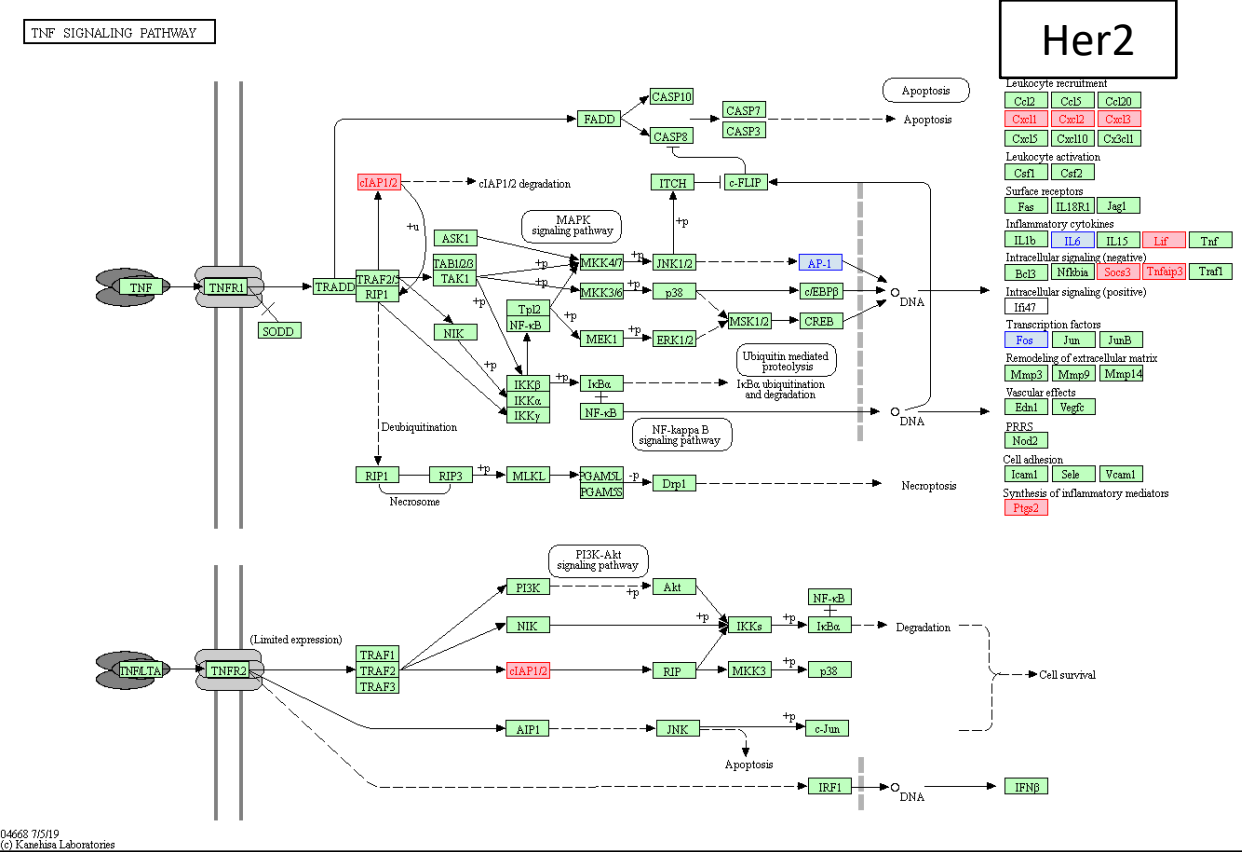 TNF SIGNALING PATHWAY
Her2
Leukocyte recruitment
Ccl2 Ccl5 Ccl20
Cxcl1 Cxcl2 Cxcl3
Cxcl5 Cxcl10 Cx3cl1
Leukocyte activation
Csf1 Csf2
Surface receptors
Fas IL18R1 Jag1
Inflammatory cytokines
IL1b IL6 IL15 Lif Tnf
Intracellular signaling (negative)
Bcl3 Nfkbia Socs3 Tnfaip3 Traf1
Intracellular signaling (positive)
Ifi47
Transcription factors
Fos Jun JunB
Remodeling of extracellular matrix
Mmp3 Mmp9 Mmp14
Vascular effects
Edn1 Vegfc
PRRS
Nod2
Cell adhesion
Icam1 Sele Vcam1
Synthesis of inflammatory mediators
Ptgs2
Apoptosis
CASP10
FADD
CASP7
CASP3
Apoptosis
CASP8
cIAP1/2
cIAP1/2 degradation
ITCH
c-FLIP
+u
+p
MAPK
signaling pathway
ASK1
TAB1/2/3
TAK1
MKK4/7
+p
JNK1/2
+p
AP-1
TNF
TNFR1
TRADD
TRAF2/5
RIP1
+p
+p
MKK3/6
+p
p38
c/EBPβ
DNA
SODD
+p
Tpl2
NF-κB
+p
NIK
MEK1
+p
ERK1/2
MSK1/2
CREB
Ubiquitin mediated
proteolysis
+p
IKKβ
IKKα
IKKγ
+p
IκBα
IκBα ubiquitination
and degradation
NF-κB
DNA
NF-kappa B
signaling pathway
Deubiquitination
RIP1
RIP3
+p
MLKL
PGAM5L
PGAM5S
-p
Drp1
Necroptosis
Necrosome
PI3K-Akt
signaling pathway
PI3K
+p
Akt
NF-κB
NIK
+p
IKKs
+p
IκBα
Degradation
(Limited expression)
TRAF1
TRAF2
TRAF3
TNF/LTA
TNFR2
cIAP1/2
RIP
MKK3
+p
p38
Cell survival
AIP1
JNK
+p
c-Jun
Apoptosis
IRF1
DNA
IFNβ
04668 7/5/19
(c) Kanehisa Laboratories